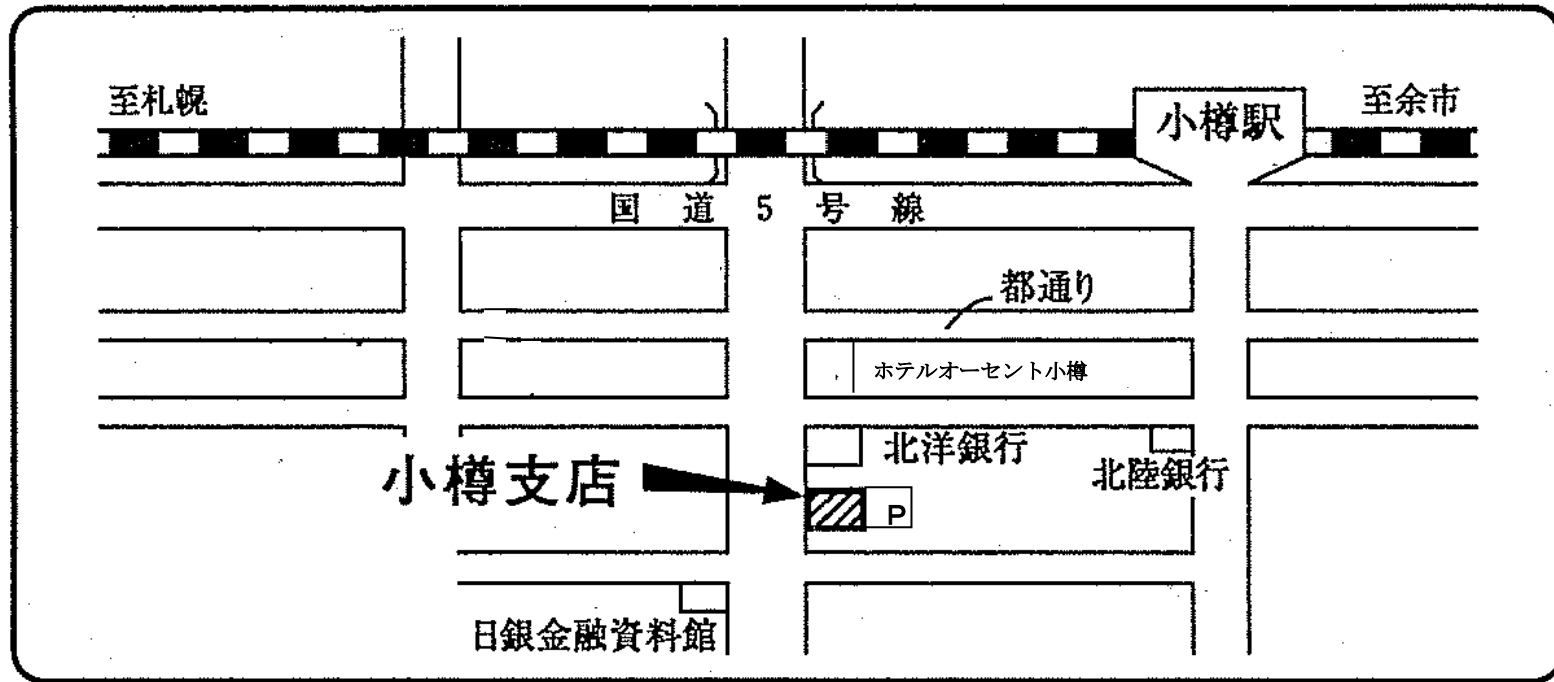 至札幌
小樽駅
至余市
国道5号線
都通り
ホテルオーセント小樽
北洋銀行
北陸銀行
小樽支店
P
日銀金融資料館